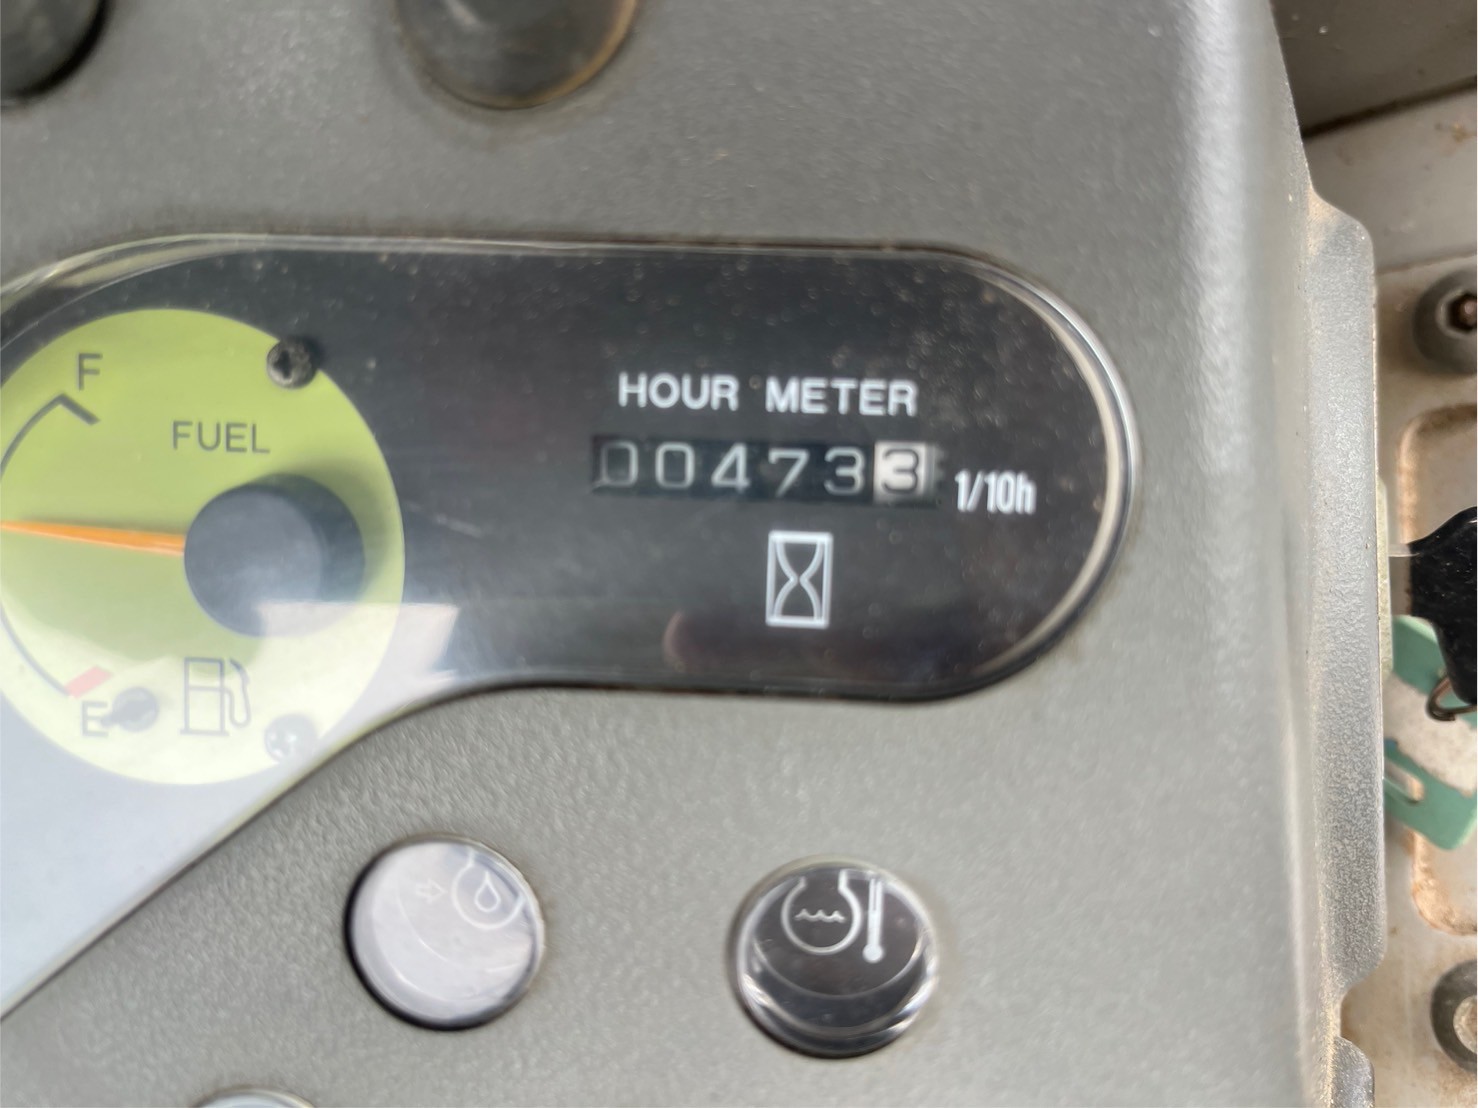 F
FUEL
E
HOUR METER
004733
1/10h